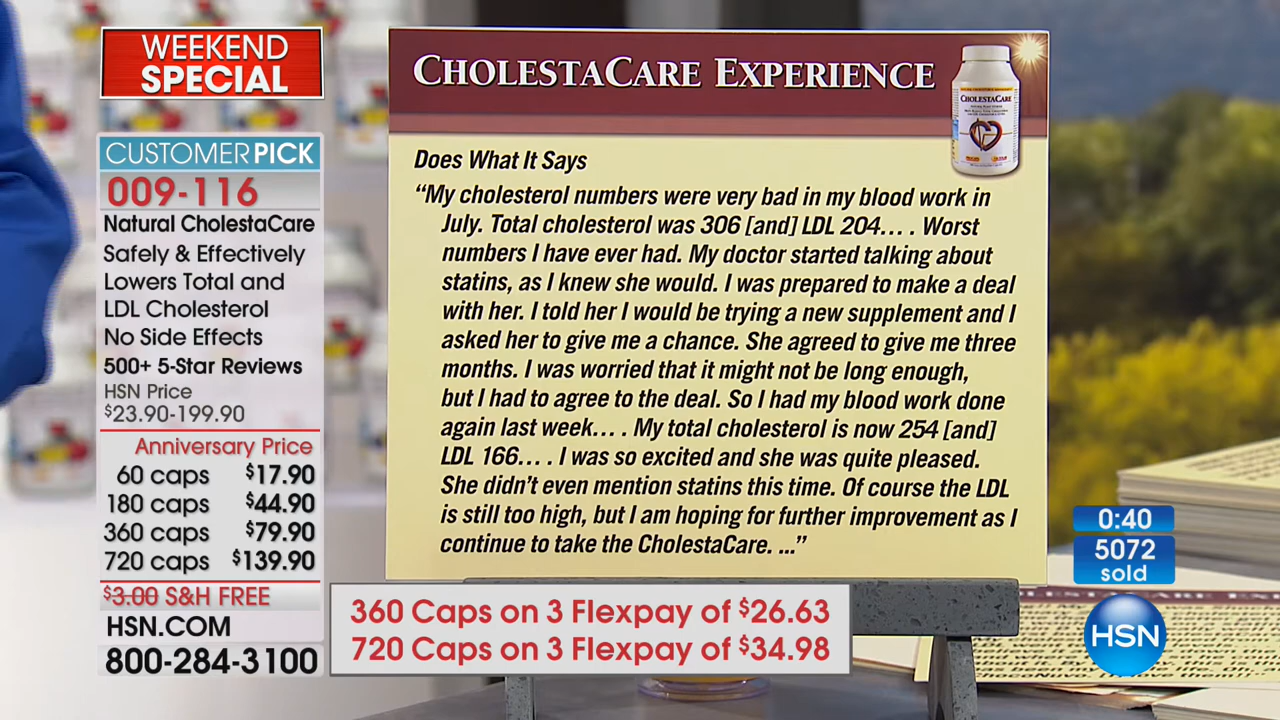 WEEKEND
SPECIAL
CUSTOMER PICK
009-116
Natural CholestaCare
Safely & Effectively
Lowers Total and
LDL Cholesterol
No Side Effects
500+ 5-Star Reviews
HSN Price
$23.90-199.90
Anniversary Price
60 caps $17.90
180 caps $44.90
360 caps $79.90
720 caps $139.90
$3.00 S&H FREE
HSN.COM
800-284-3100
CHOLESTACARE EXPERIENCE
CHOLESTACARE
Does What It Says
“My cholesterol numbers were very bad in my blood work in
July. Total cholesterol was 306 [and] LDL 204... . Worst
numbers I have ever had. My doctor started talking about
statins, as I knew she would. I was prepared to make a deal
with her. I told her I would be trying a new supplement and I
asked her to give me a chance. She agreed to give me three
months. I was worried that it might not be long enough,
but I had to agree to the deal. So I had my blood work done
again last week... . My total cholesterol is now 254 [and]
LDL 166... . I was so excited and she was quite pleased.
She didn’t even mention statins this time. Of course the LDL
is still too high, but I am hoping for further improvement as I
continue to take the CholestaCare. ...”
360 Caps on 3 Flexpay of $26.63
720 Caps on 3 Flexpay of $34.98
0:40
5072
sold
HSN